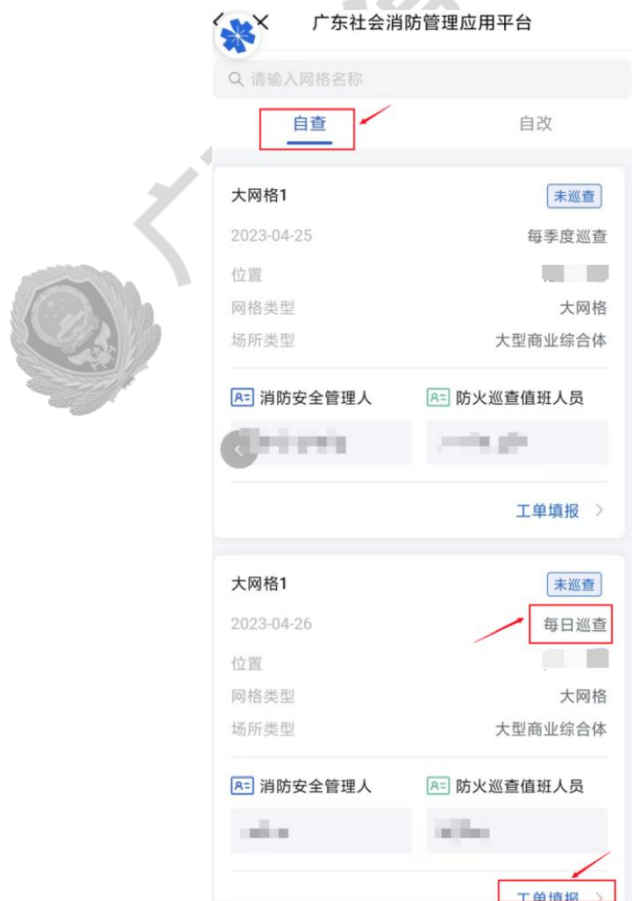 广东社会消防管理应用平台
请输入网格名称
自查 自改
大网格1 未巡查
2023-04-25 每季度巡查
位置
网格类型 大网格
场所类型 大型商业综合体
消防安全管理人 防火巡查值班人员
工单填报
大网格1 未巡查
2023-04-26 每日巡查
位置
网格类型 大网格
场所类型 大型商业综合体
消防安全管理人 防火巡查值班人员
工单填报